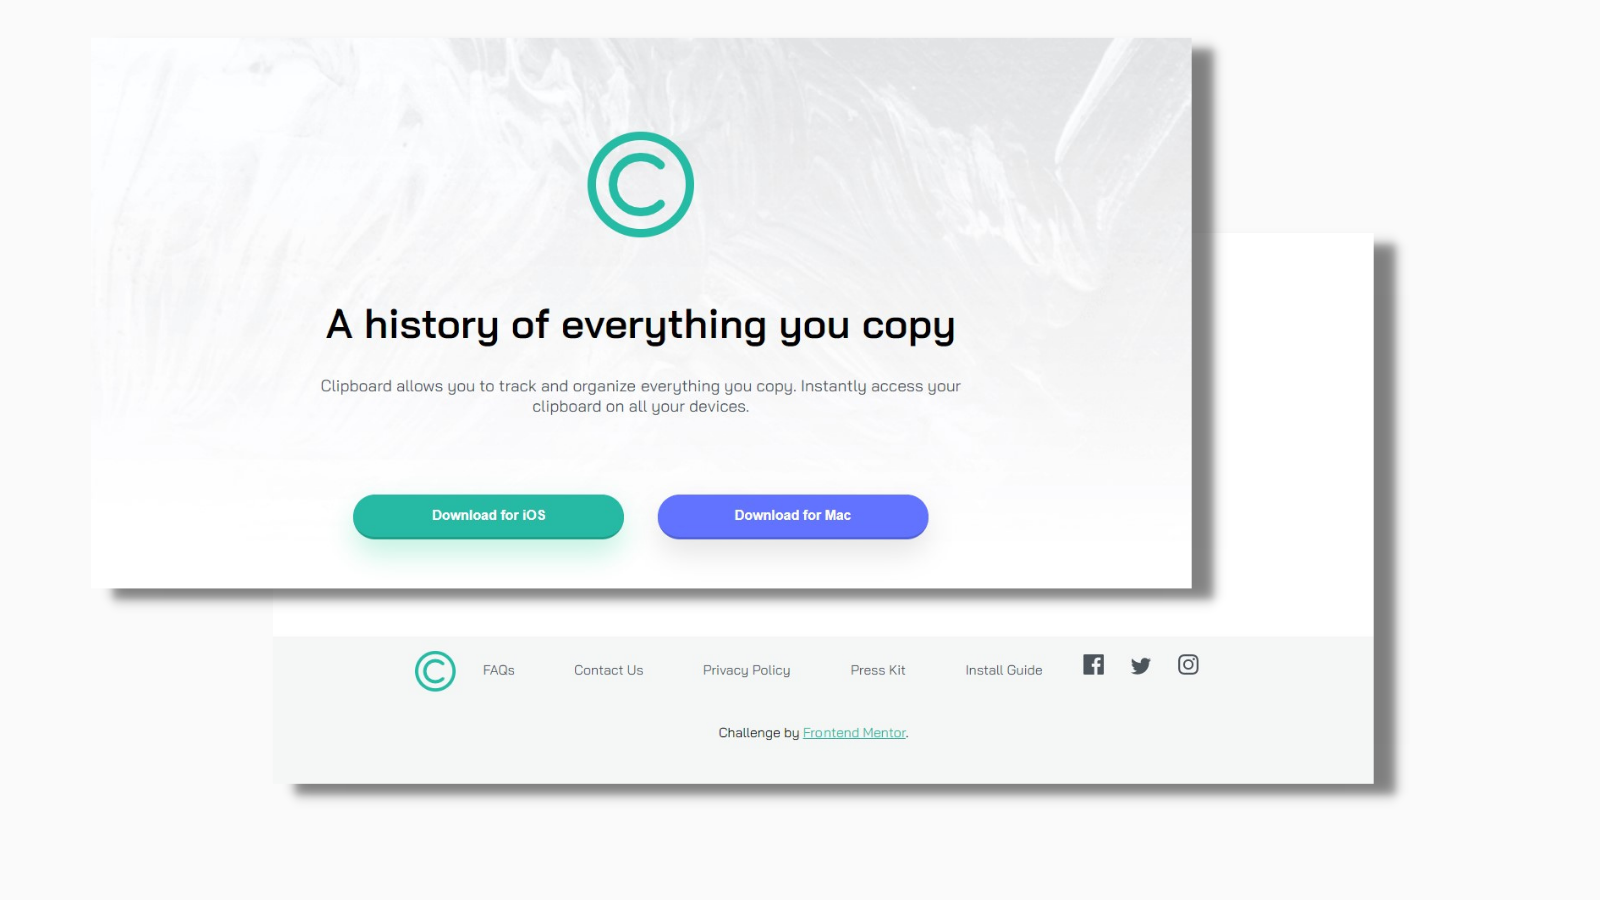 A history of everything you copy
Clipboard allows you to track and organize everything you copy. Instantly access your
clipboard on all your devices.
Download for iOS
Download for Mac
FAQs
Contact Us
Privacy Policy
Press Kit
Install Guide
Challenge by Frontend Mentor.